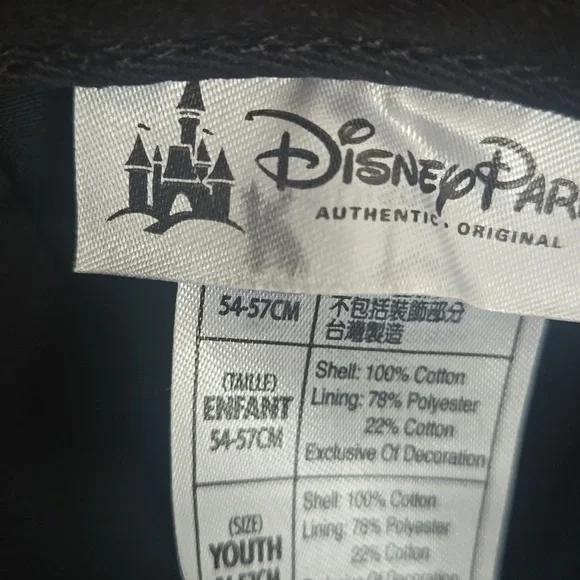 DISNEY PAR
AUTHENTIC • ORIGINAL
54-57CM
不包括裝飾部分
台灣製造
(TAILLE)
ENFANT
54-57CM
Shell: 100% Cotton
Lining: 78% Polyester
22% Cotton
Exclusive Of Decoration
(SIZE)
YOUTH
Shell: 100% Cotton
Lining: 78% Polyester
22% Cotton